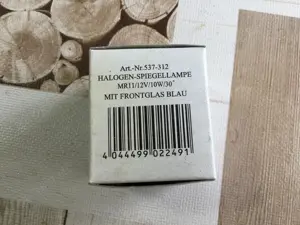 Art.-Nr.537-312
HALOGEN-SPIEGELLAMPE
MR11/12V/10W/30°
MIT FRONTGLAS BLAU
4 044499 022491